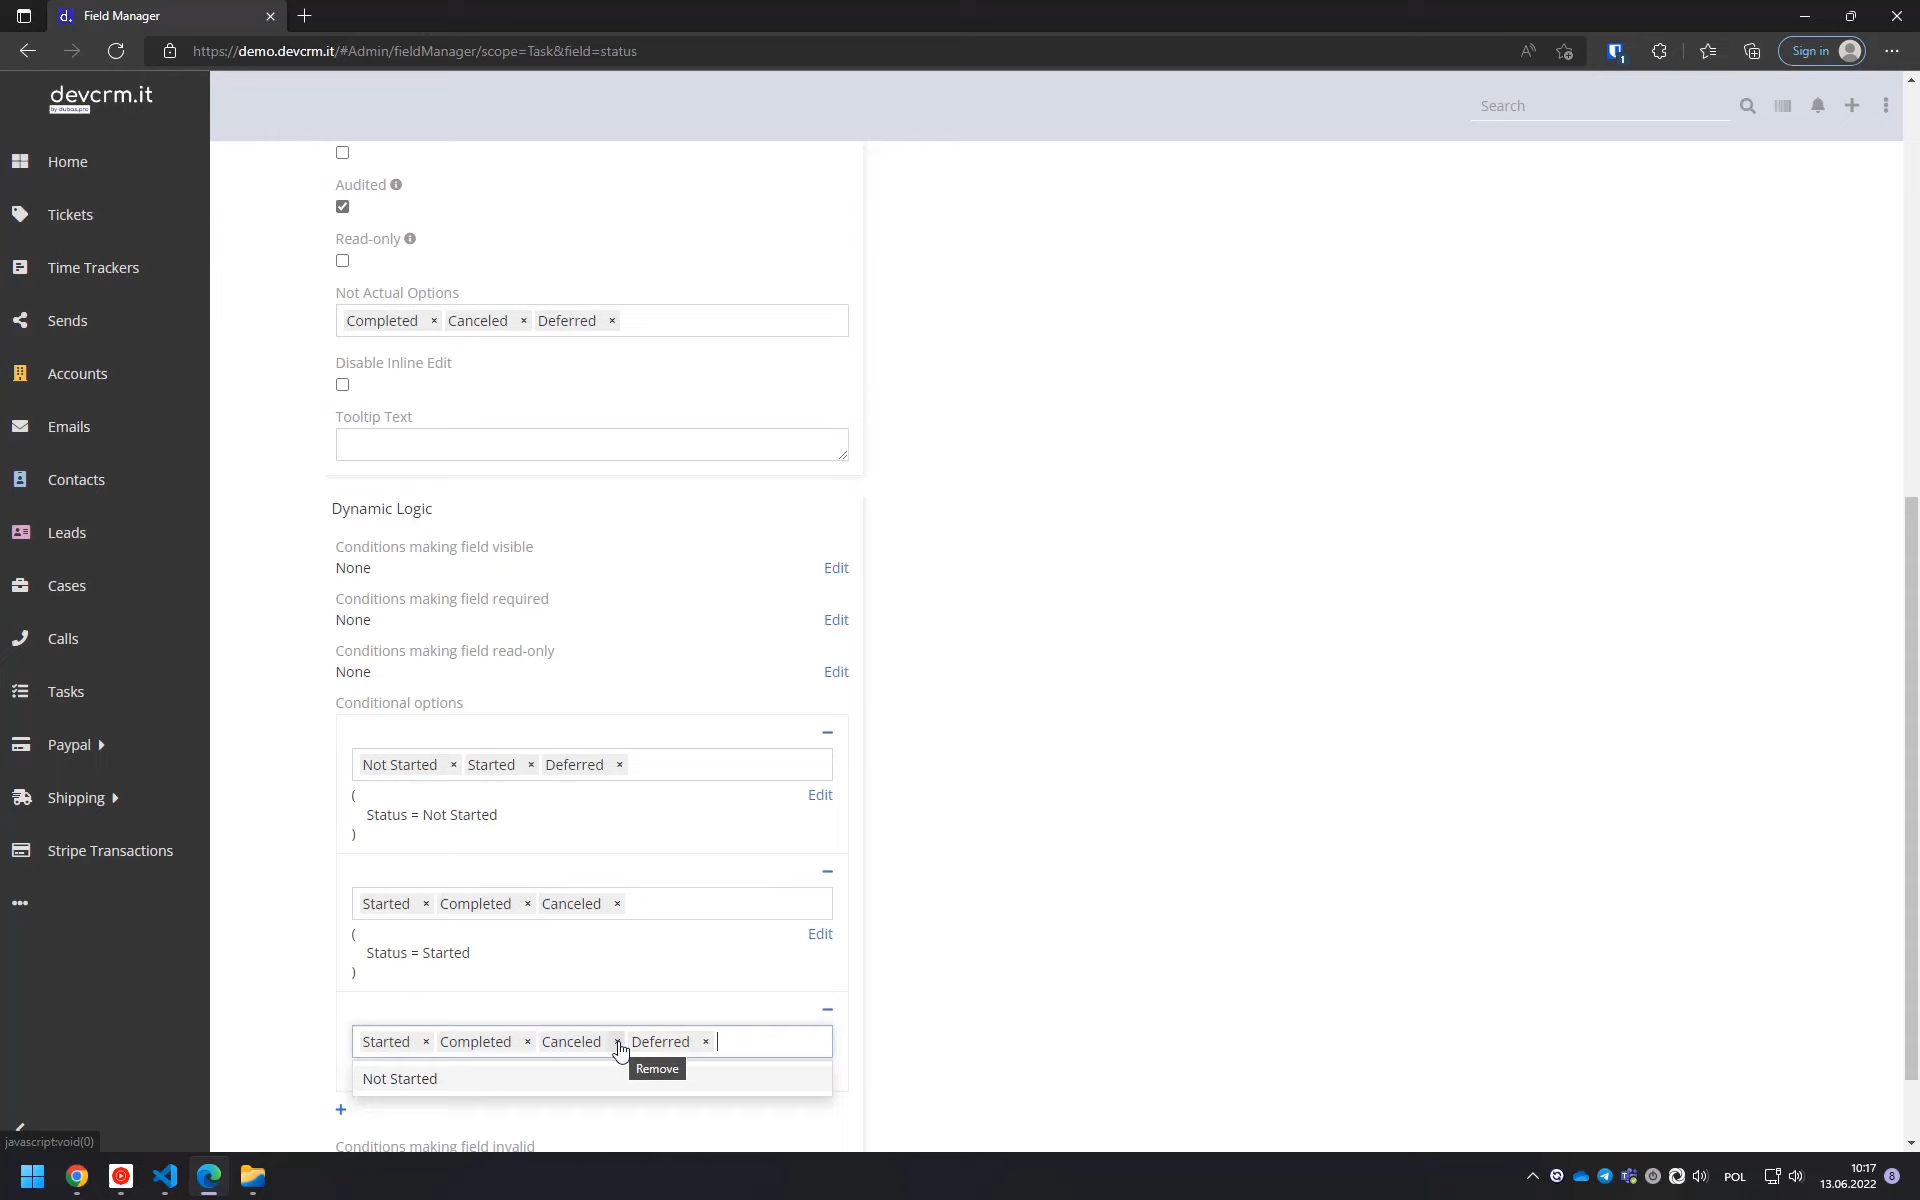 Field Manager
https://demo.devcrm.it/#Admin/fieldManager/scope=Task&field=status
Sign in
devcrm.it
by dubas.pro
Search
Home
Tickets
Time Trackers
Sends
Accounts
Emails
Contacts
Leads
Cases
Calls
Tasks
Paypal
Shipping
Stripe Transactions
Audited
Read-only
Not Actual Options
Completed × Canceled × Deferred ×
Disable Inline Edit
Tooltip Text
Dynamic Logic
Conditions making field visible
None Edit
Conditions making field required
None Edit
Conditions making field read-only
None Edit
Conditional options
Not Started × Started × Deferred ×
( Edit
Status = Not Started
)
Started × Completed × Canceled ×
( Edit
Status = Started
)
Started × Completed × Canceled × Deferred ×
Remove
Not Started
Conditions making field invalid
javascript:void(0)
POL
10:17
13.06.2022
8